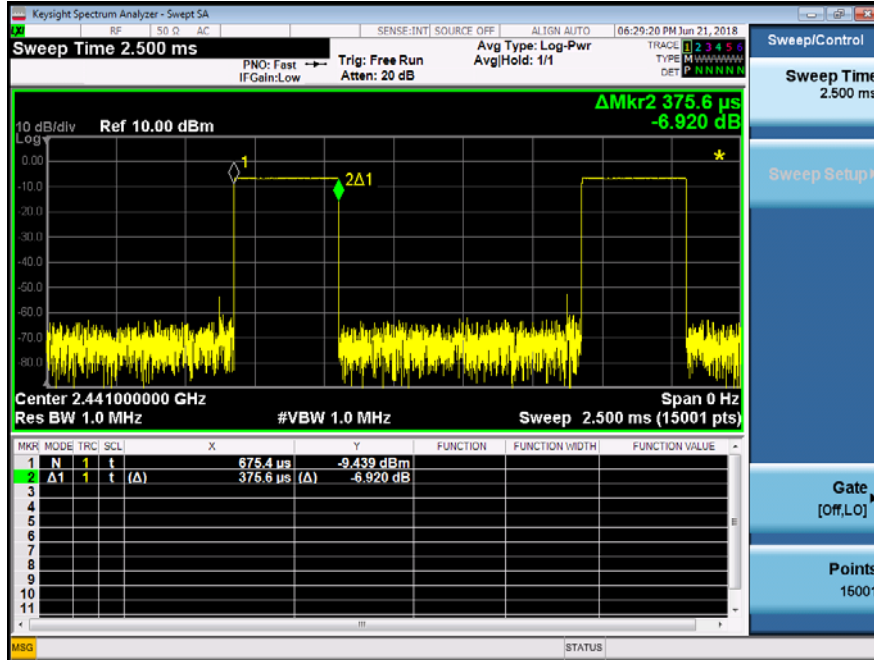 Keysight Spectrum Analyzer - Swept SA
LXI RF 50 Ω AC SENSE:INT SOURCE OFF ALIGN AUTO 06:29:20 PM Jun 21, 2018
Sweep Time 2.500 ms
PNO: Fast
IFGain:Low
Trig: Free Run
Atten: 20 dB
Avg Type: Log-Pwr
Avg|Hold: 1/1
TRACE 1 2 3 4 5 6
TYPE M WWWWW
DET P N N N N N
ΔMkr2 375.6 µs
-6.920 dB
10 dB/div Ref 10.00 dBm
Log
0.00
-10.0
-20.0
-30.0
-40.0
-50.0
-60.0
-70.0
-80.0
1
2Δ1
*
Center 2.441000000 GHz Span 0 Hz
Res BW 1.0 MHz #VBW 1.0 MHz Sweep 2.500 ms (15001 pts)
MKR MODE TRC SCL X Y FUNCTION FUNCTION WIDTH FUNCTION VALUE
1 N 1 t 675.4 µs -9.439 dBm
2 Δ1 1 t (Δ) 375.6 µs (Δ) -6.920 dB
3
4
5
6
7
8
9
10
11
MSG STATUS
Sweep/Control
Sweep Time
2.500 ms
Sweep Setup
Gate
[Off,LO]
Points
15001